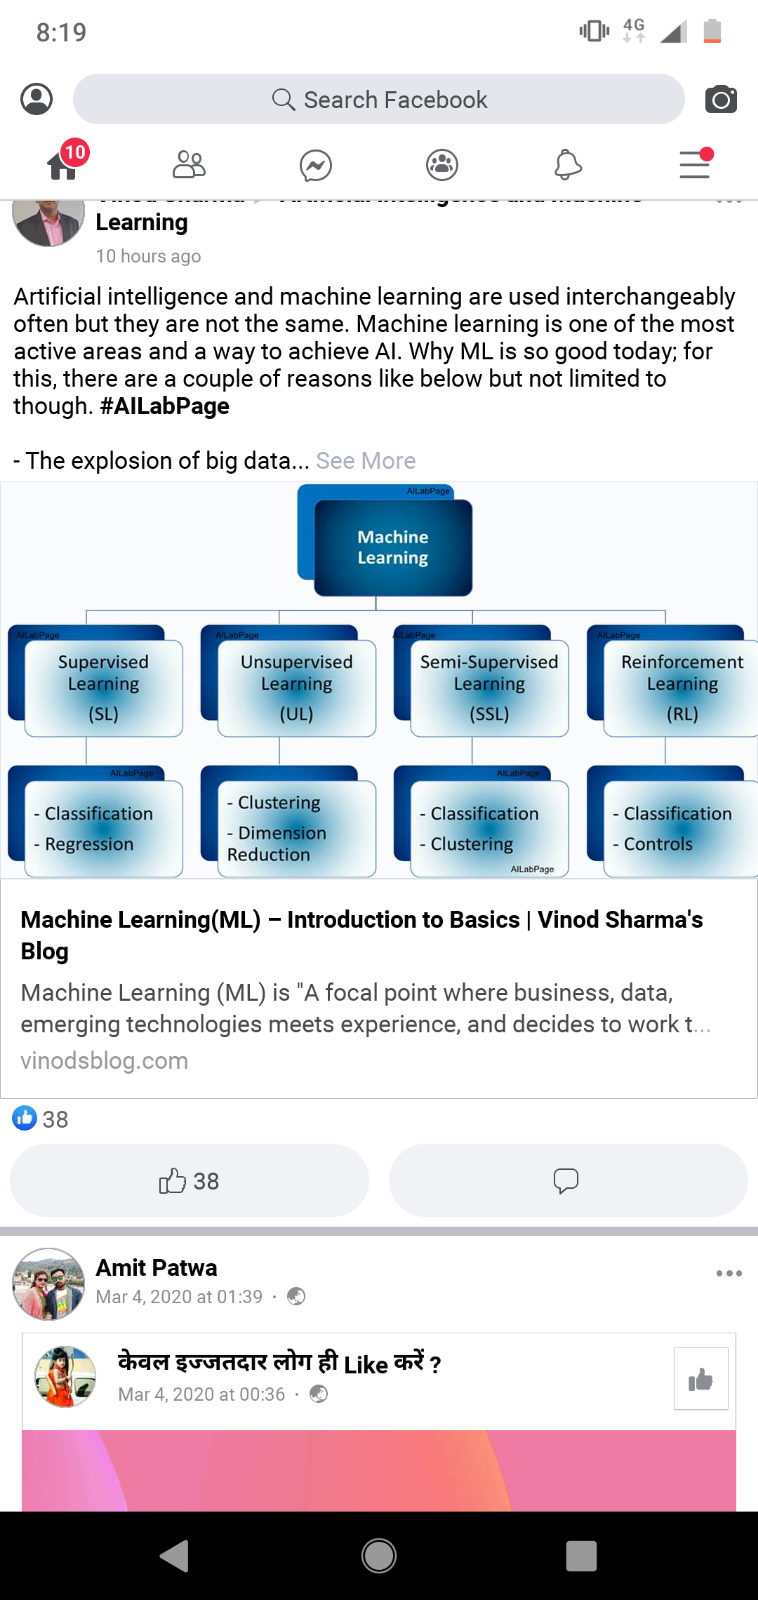 8:19
4G
Search Facebook
10
Vinod Sharma Artificial Intelligence and Machine
Learning
10 hours ago
Artificial intelligence and machine learning are used interchangeably
often but they are not the same. Machine learning is one of the most
active areas and a way to achieve AI. Why ML is so good today; for
this, there are a couple of reasons like below but not limited to
though. #AILabPage
- The explosion of big data... See More
AILabPage
Machine
Learning
AILabPage
AILabPage
AILabPage
AILabPage
Supervised
Learning
(SL)
Unsupervised
Learning
(UL)
Semi-Supervised
Learning
(SSL)
Reinforcement
Learning
(RL)
AILabPage
AILabPage
- Classification
- Regression
- Clustering
- Dimension
Reduction
- Classification
- Clustering
AILabPage
- Classification
- Controls
Machine Learning(ML) – Introduction to Basics | Vinod Sharma's
Blog
Machine Learning (ML) is "A focal point where business, data,
emerging technologies meets experience, and decides to work t...
vinodsblog.com
38
38
Amit Patwa
Mar 4, 2020 at 01:39 ·
केवल इज्जतदार लोग ही Like करें ?
Mar 4, 2020 at 00:36 ·